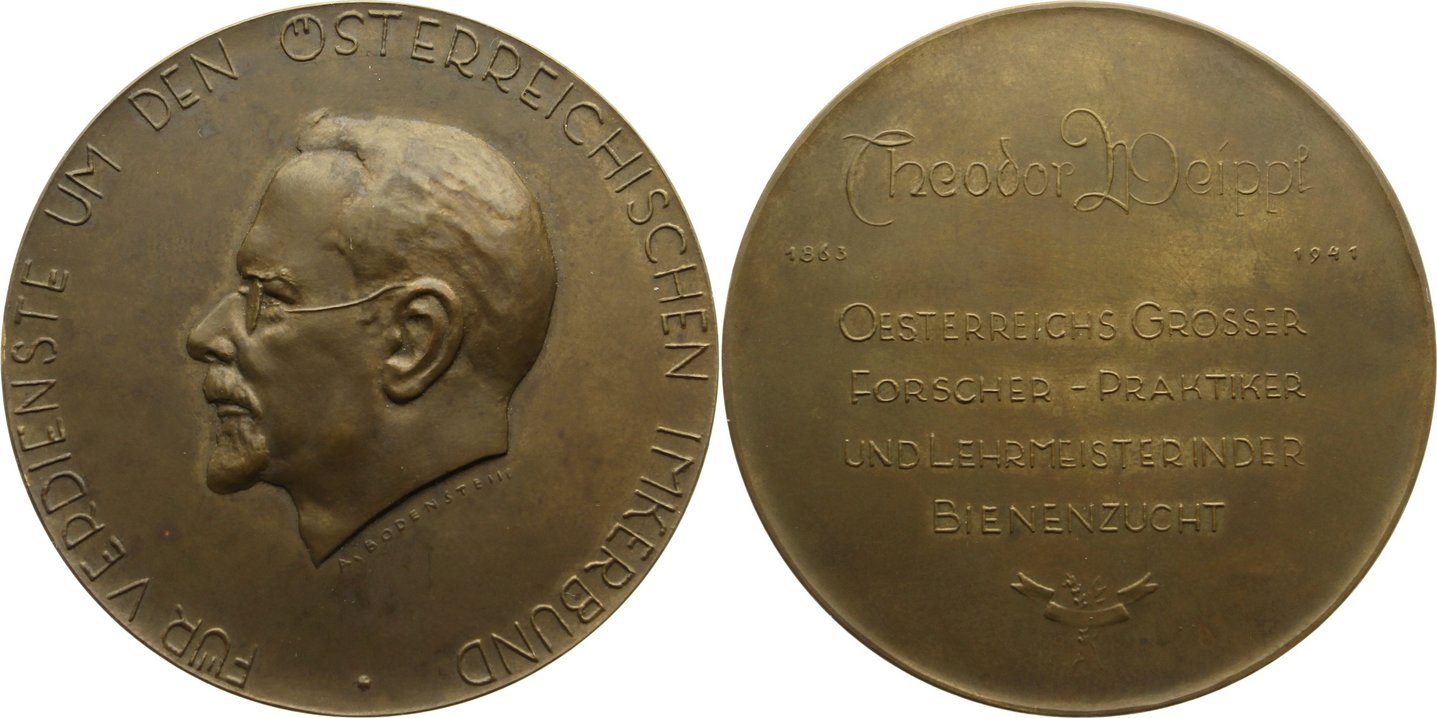 FÜR VERDIENSTE UM DEN ÖSTERREICHISCHEN IMKERBUND
A. BODENSTEIN
Theodor Weippl
1863 1941
OESTERREICHS GROSSER
FORSCHER - PRAKTIKER
UND LEHRMEISTER IN DER
BIENENZUCHT